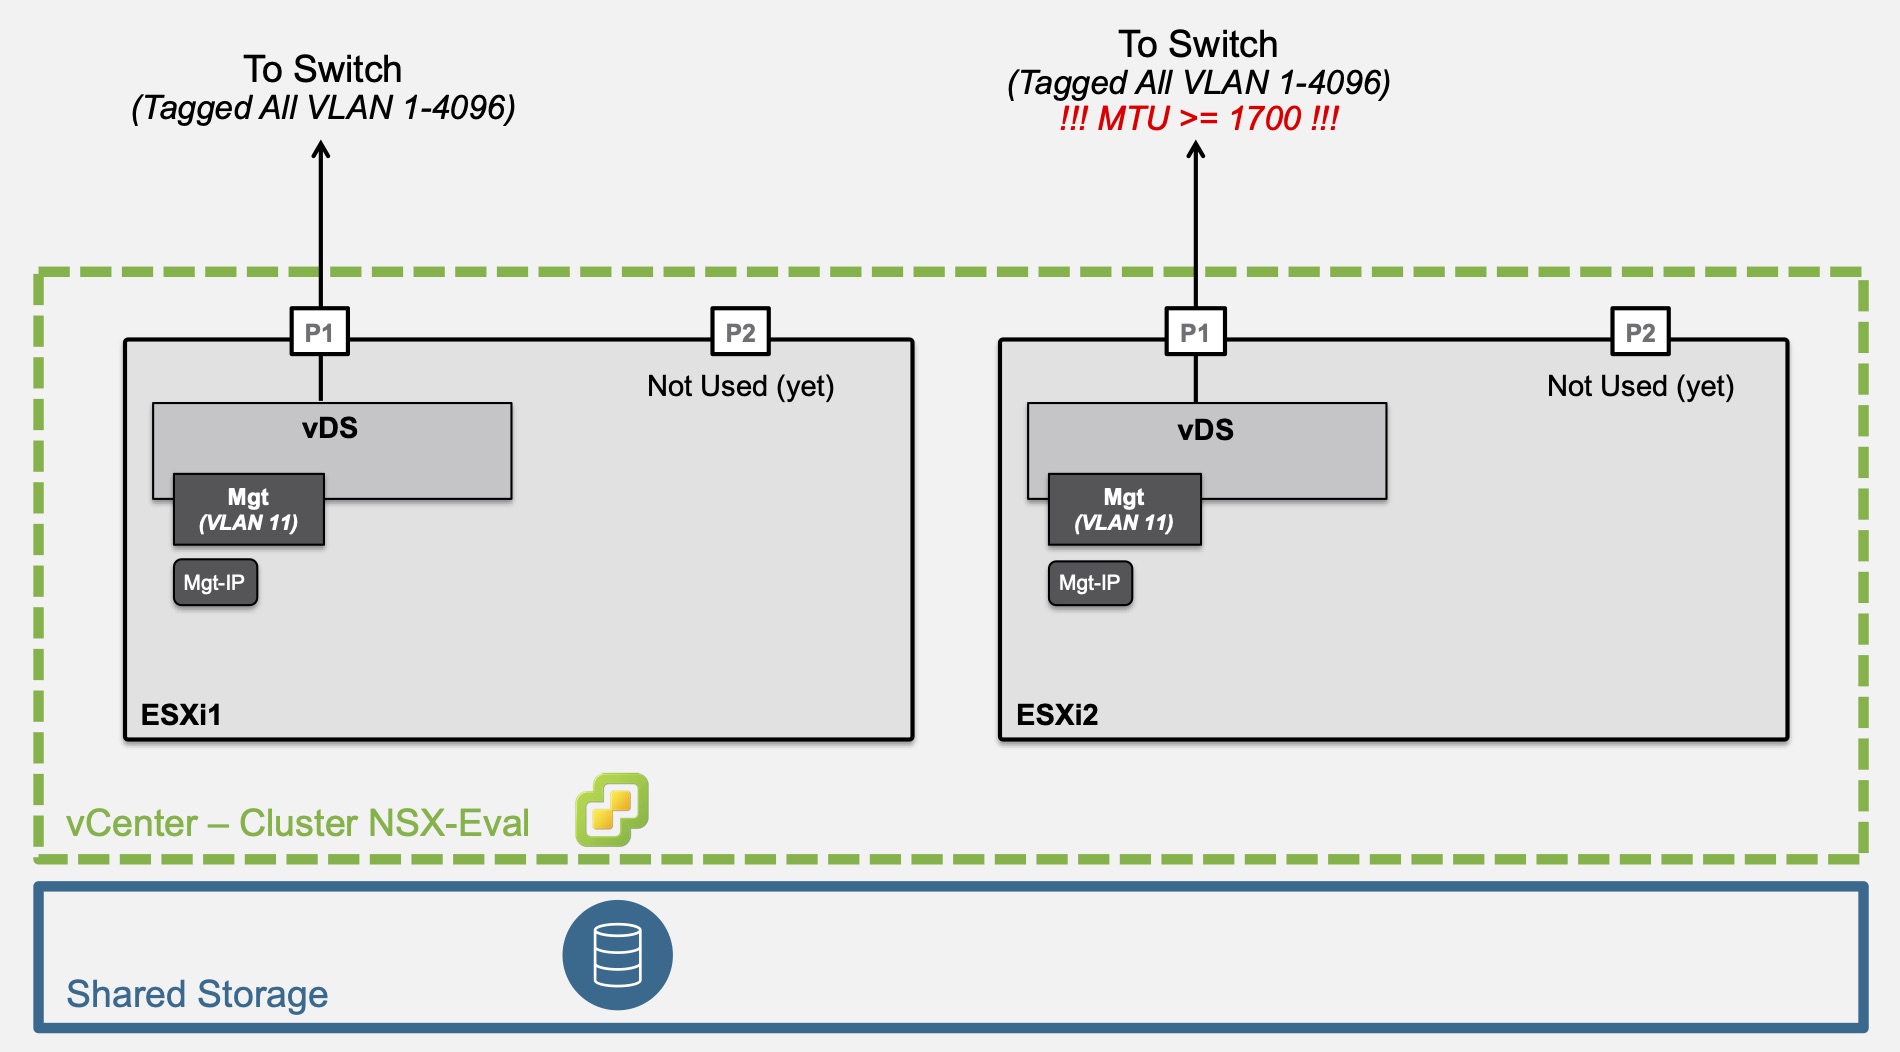 To Switch
(Tagged All VLAN 1-4096)
To Switch
(Tagged All VLAN 1-4096)
!!! MTU >= 1700 !!!
P1
P2
Not Used (yet)
vDS
Mgt
(VLAN 11)
Mgt-IP
ESXi1
P1
P2
Not Used (yet)
vDS
Mgt
(VLAN 11)
Mgt-IP
ESXi2
vCenter – Cluster NSX-Eval
Shared Storage